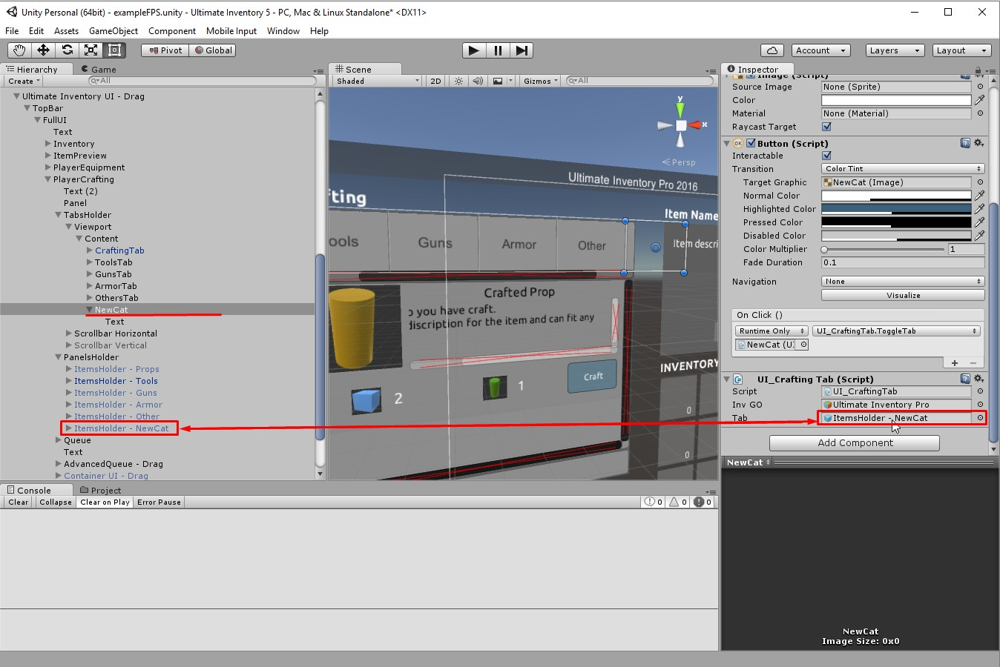 Unity Personal (64bit) - exampleFPS.unity - Ultimate Inventory 5 - PC, Mac & Linux Standalone* <DX11>
File Edit Assets GameObject Component Mobile Input Window Help
Pivot Global Account Layers Layout
Hierarchy Game
Create All
Ultimate Inventory UI - Drag
TopBar
FullUI
Text
Inventory
ItemPreview
PlayerEquipment
PlayerCrafting
Text (2)
Panel
TabsHolder
Viewport
Content
CraftingTab
ToolsTab
GunsTab
ArmorTab
OthersTab
NewCat
Text
Scrollbar Horizontal
Scrollbar Vertical
PanelsHolder
ItemsHolder - Props
ItemsHolder - Tools
ItemsHolder - Guns
ItemsHolder - Armor
ItemsHolder - Other
ItemsHolder - NewCat
Queue
Text
AdvancedQueue - Drag
Container UI - Drag
Scene
Shaded 2D Gizmos All
y
x
Persp
Ultimate Inventory Pro 2016
fting
Item Name
ools Guns Armor Other
Item descri
Crafted Prop
o you have craft.
discription for the item and can fit any
Craft
2
1
INVENTORY
0
0
Inspector
Image (Script)
Source Image None (Sprite)
Color
Material None (Material)
Raycast Target
OK Button (Script)
Interactable
Transition Color Tint
Target Graphic NewCat (Image)
Normal Color
Highlighted Color
Pressed Color
Disabled Color
Color Multiplier 1
Fade Duration 0.1
Navigation None
Visualize
On Click ()
Runtime Only UI_CraftingTab.ToggleTab
NewCat (U
+ −
UI_Crafting Tab (Script)
Script UI_CraftingTab
Inv GO Ultimate Inventory Pro
Tab ItemsHolder - NewCat
Add Component
NewCat
NewCat
Image Size: 0x0
Console Project
Clear Collapse Clear on Play Error Pause 0 0 0